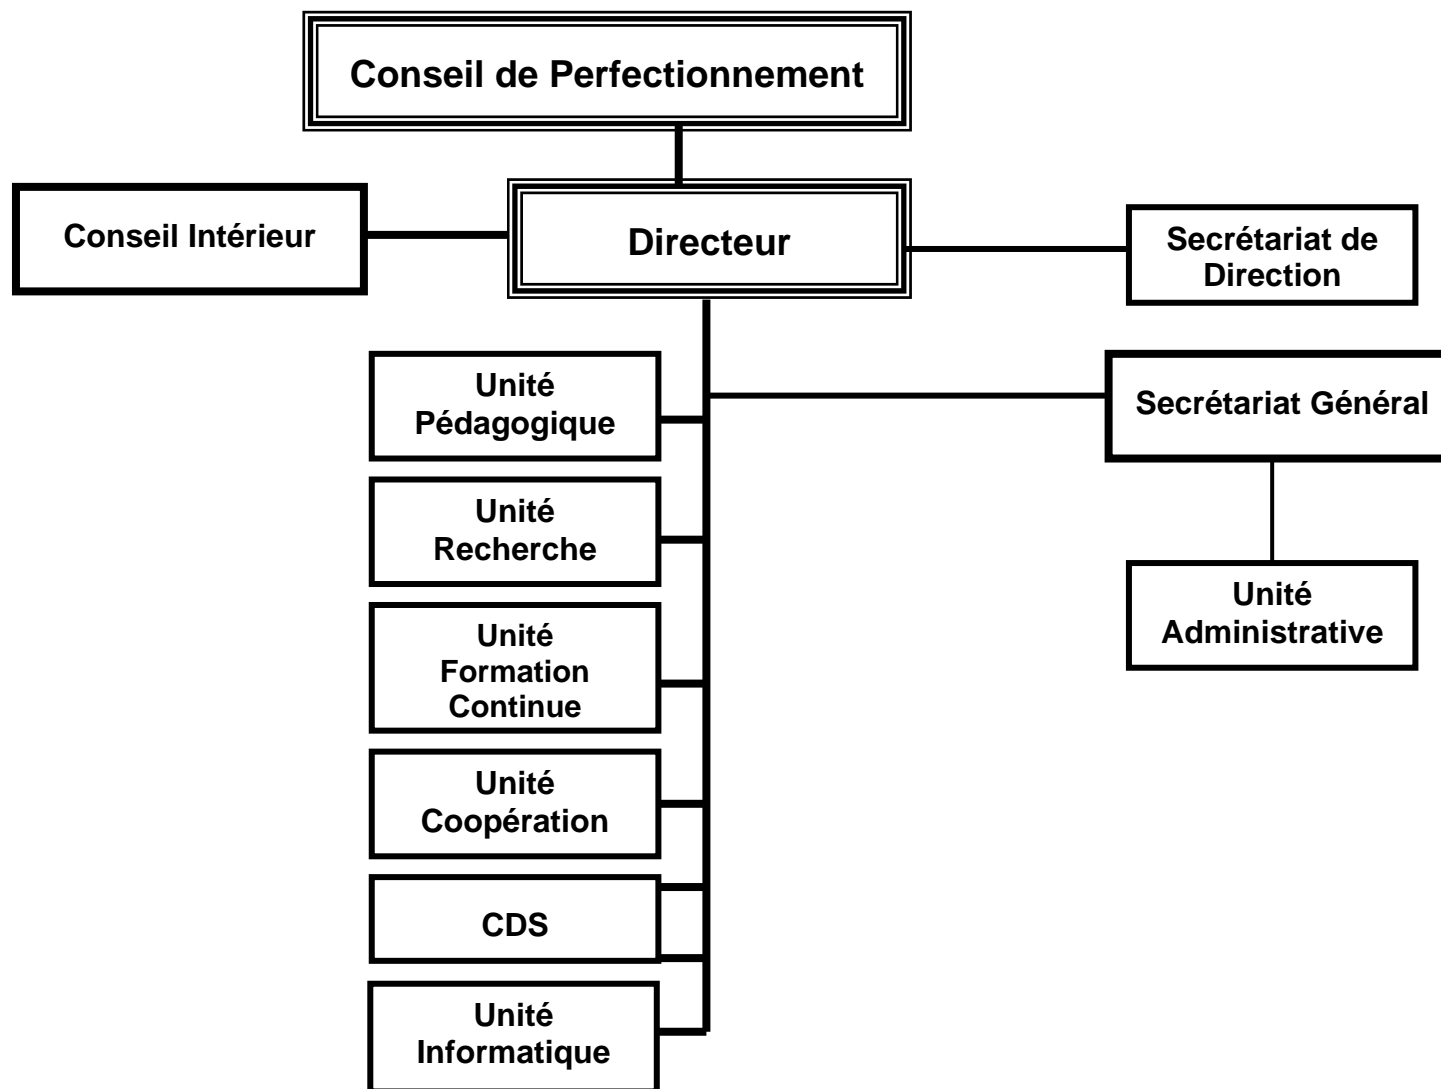 Conseil de Perfectionnement
Conseil Intérieur
Directeur
Secrétariat de
Direction
Unité
Pédagogique
Secrétariat Général
Unité
Recherche
Unité
Administrative
Unité
Formation
Continue
Unité
Coopération
CDS
Unité
Informatique